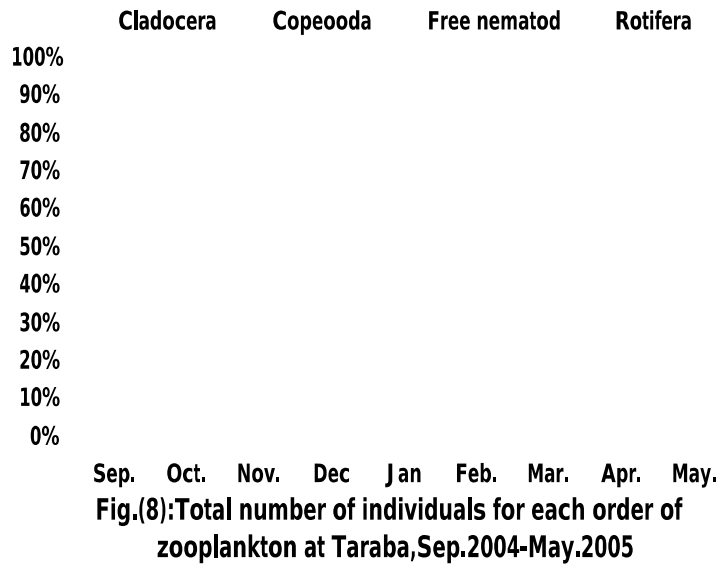 Cladocera Copeooda Free nematod Rotifera
100%
90%
80%
70%
60%
50%
40%
30%
20%
10%
0%
Sep. Oct. Nov. Dec Jan Feb. Mar. Apr. May.
Fig.(8):Total number of individuals for each order of
zooplankton at Taraba,Sep.2004-May.2005